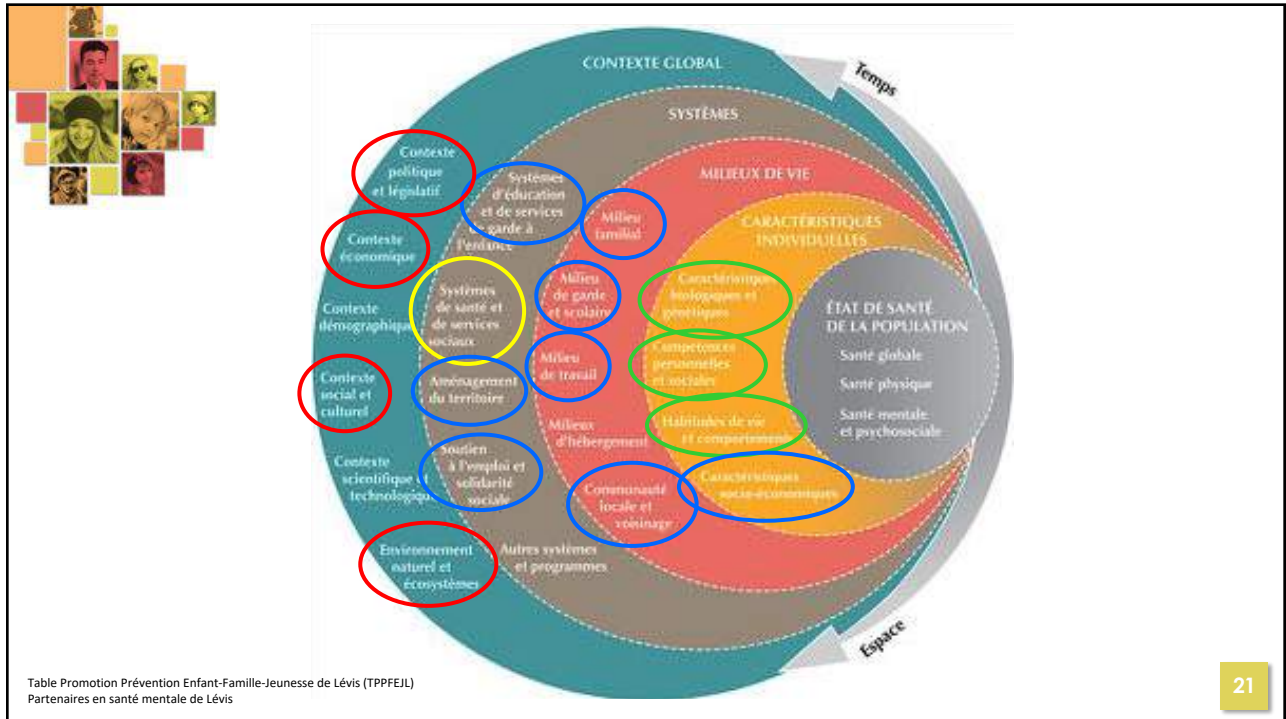 CONTEXTE GLOBAL
Temps
SYSTÈMES
MILIEUX DE VIE
CARACTÉRISTIQUES
INDIVIDUELLES
Contexte
politique
et législatif
Contexte
économique
Contexte
démographique
Contexte
social et
culturel
Contexte
scientifique et
technologique
Environnement
naturel et
écosystèmes
Systèmes
d'éducation
et de services
de garde à
l'enfance
Systèmes
de santé et
de services
sociaux
Aménagement
du territoire
Soutien
à l'emploi et
solidarité
sociale
Autres systèmes
et programmes
Milieu
familial
Milieu
de garde
et scolaire
Milieu
de travail
Milieux
d'hébergement
Communauté
locale et
voisinage
Caractéristiques
biologiques et
génétiques
Compétences
personnelles
et sociales
Habitudes de vie
et comportements
Caractéristiques
socio-économiques
ÉTAT DE SANTÉ
DE LA POPULATION
Santé globale
Santé physique
Santé mentale
et psychosociale
Espace
Table Promotion Prévention Enfant-Famille-Jeunesse de Lévis (TPPFEJL)
Partenaires en santé mentale de Lévis
21